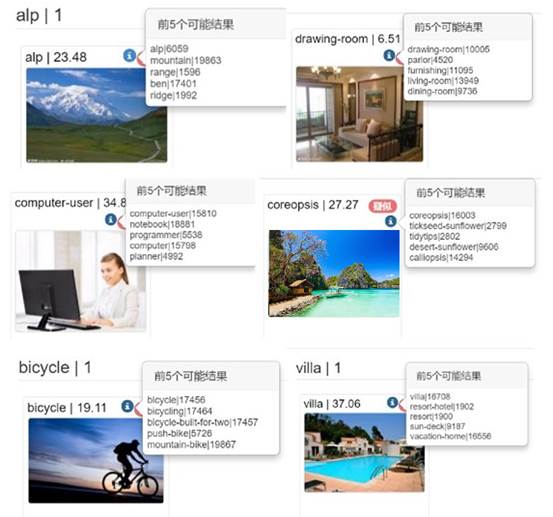 alp | 1
前5个可能结果
alp | 23.48
alp|6059
mountain|19863
range|1596
ben|17401
ridge|1992
前5个可能结果
drawing-room | 6.51
drawing-room|10005
parlor|4520
furnishing|11095
living-room|13949
dining-room|9736
前5个可能结果
computer-user | 34.8
computer-user|15810
notebook|18881
programmer|5538
computer|15798
planner|4992
前5个可能结果
coreopsis | 27.27
疑似
coreopsis|16003
tickseed-sunflower|2799
tidytips|2802
desert-sunflower|9606
calliopsis|14294
bicycle | 1
前5个可能结果
bicycle | 19.11
bicycle|17456
bicycling|17464
bicycle-built-for-two|17457
push-bike|5726
mountain-bike|19867
villa | 1
前5个可能结果
villa | 37.06
villa|16708
resort-hotel|1902
resort|1900
sun-deck|9187
vacation-home|16556